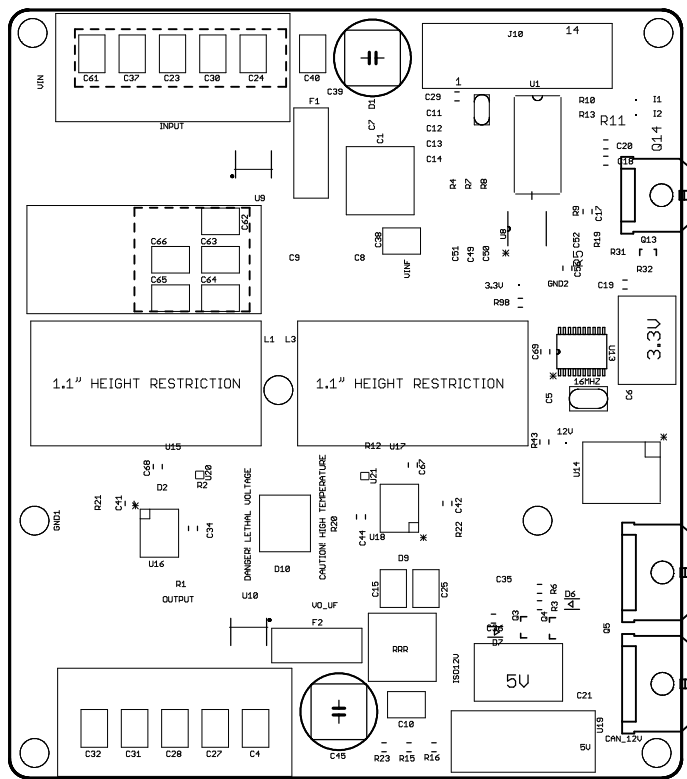 J10
14
VIN
C61
C37
C23
C30
C24
C40
C39
D1
INPUT
F1
C7
C1
C29
1
C11
C12
C13
C14
U1
R10
R13
I1
I2
R11
Q14
C20
C18
R4
R7
R8
U9
C62
C66
C63
C65
C64
C38
VINF
C9
C8
C51
C49
C50
U8
R9
C17
C52
R19
R5
Q13
R31
R32
GND2
C19
3.3V
R98
3.3V
L1
L3
1.1" HEIGHT RESTRICTION
1.1" HEIGHT RESTRICTION
C69
U13
16MHZ
C5
C6
U15
R12
U17
R43
12V
U14
C68
U20
R2
D2
U21
C67
R21
C41
C34
U16
GND1
DANGER! LETHAL VOLTAGE
CAUTION! HIGH TEMPERATURE
R20
C44
U18
C42
R22
D10
D9
R1
OUTPUT
U10
VO_UF
F2
C15
C25
C35
R6
R3
D6
Q3
Q4
D7
Q5
RRR
ISO12V
5V
C21
C10
U19
5V
CAN_12V
C32
C31
C28
C27
C4
C45
R23
R15
R16